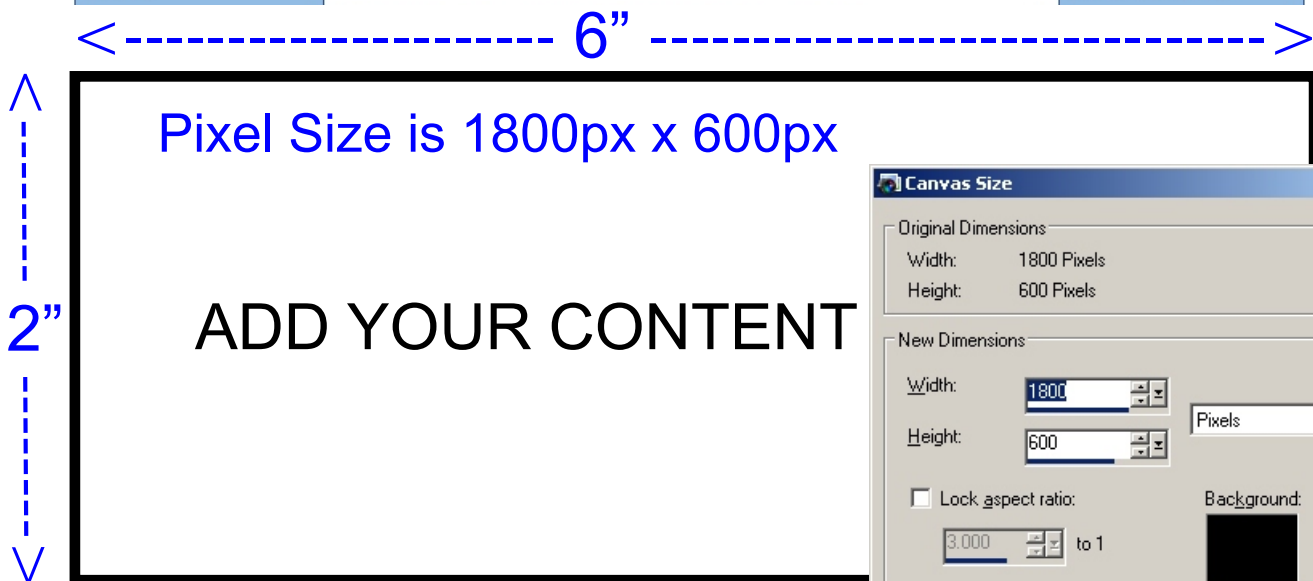 6”
Pixel Size is 1800px x 600px
2”
ADD YOUR CONTENT
Canvas Size
Original Dimensions
Width: 1800 Pixels
Height: 600 Pixels
New Dimensions
Width: 1800
Pixels
Height: 600
Lock aspect ratio:
Background:
3.000 to 1